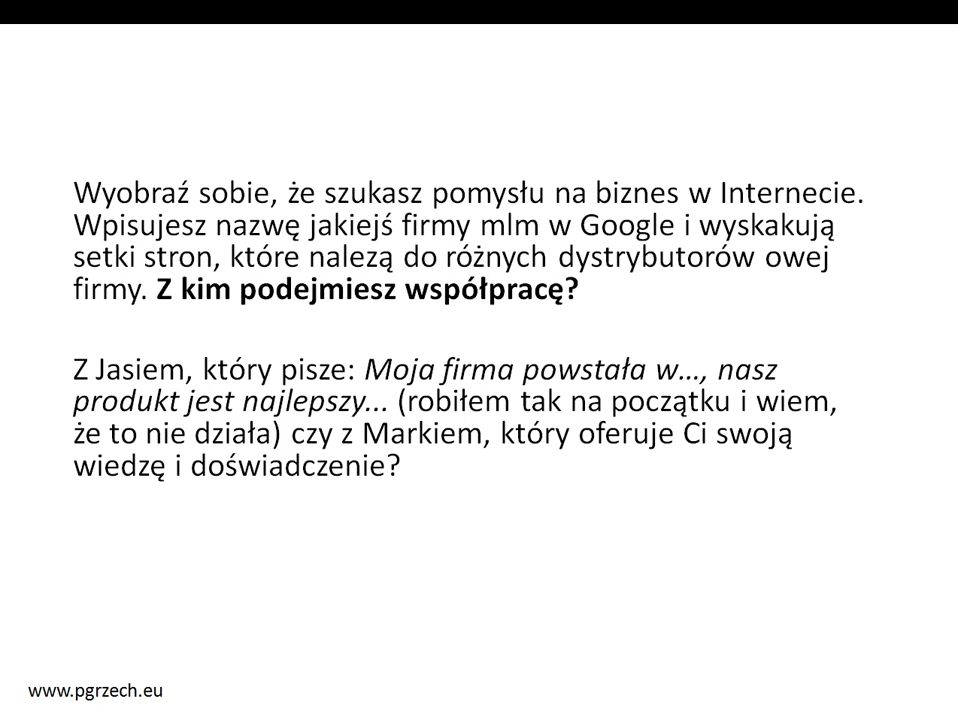 Wyobraź sobie, że szukasz pomysłu na biznes w Internecie.
Wpisujesz nazwę jakiejś firmy mlm w Google i wyskakują
setki stron, które nalezą do różnych dystrybutorów owej
firmy. Z kim podejmiesz współpracę?
Z Jasiem, który pisze: Moja firma powstała w…, nasz
produkt jest najlepszy... (robiłem tak na początku i wiem,
że to nie działa) czy z Markiem, który oferuje Ci swoją
wiedzę i doświadczenie?
www.pgrzech.eu